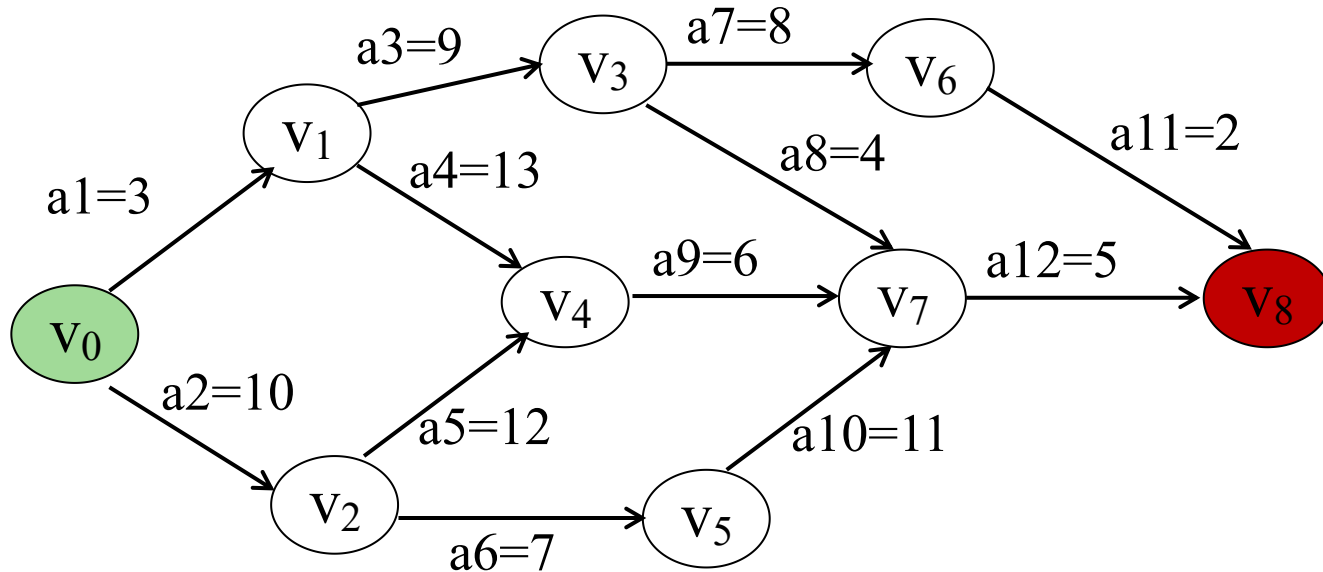 a7=8
a3=9
v₃
v₆
v₁
a11=2
a8=4
a4=13
a1=3
a9=6
a12=5
v₄
v₇
v₈
v₀
a2=10
a5=12
a10=11
v₂
v₅
a6=7